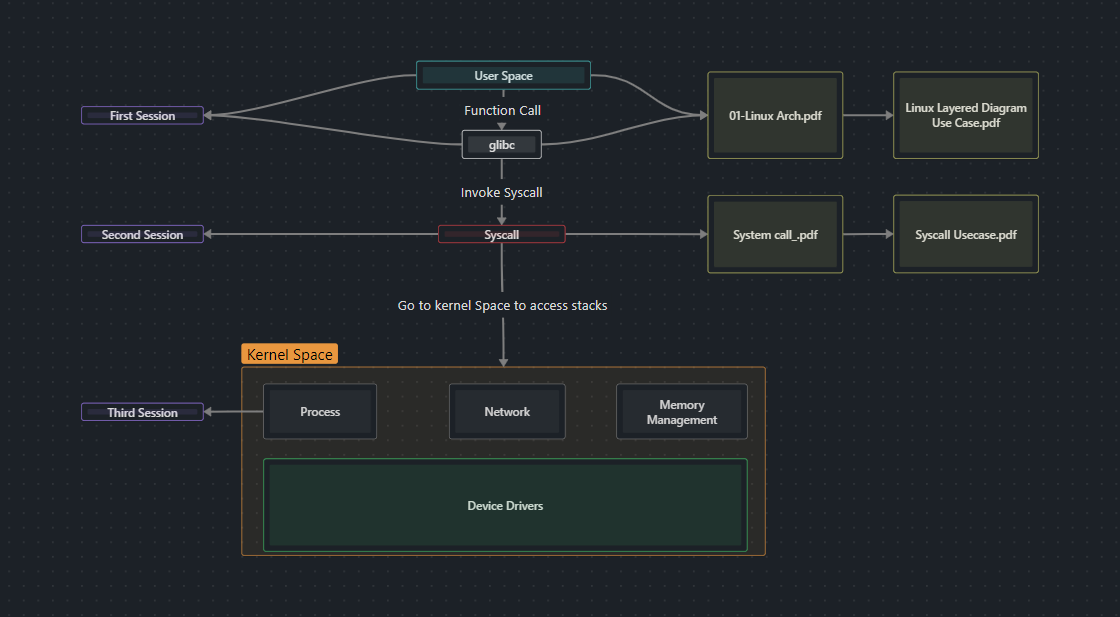 User Space
Function Call
First Session
glibc
01-Linux Arch.pdf
Linux Layered Diagram
Use Case.pdf
Invoke Syscall
Second Session
Syscall
System call_.pdf
Syscall Usecase.pdf
Go to kernel Space to access stacks
Kernel Space
Third Session
Process
Network
Memory
Management
Device Drivers